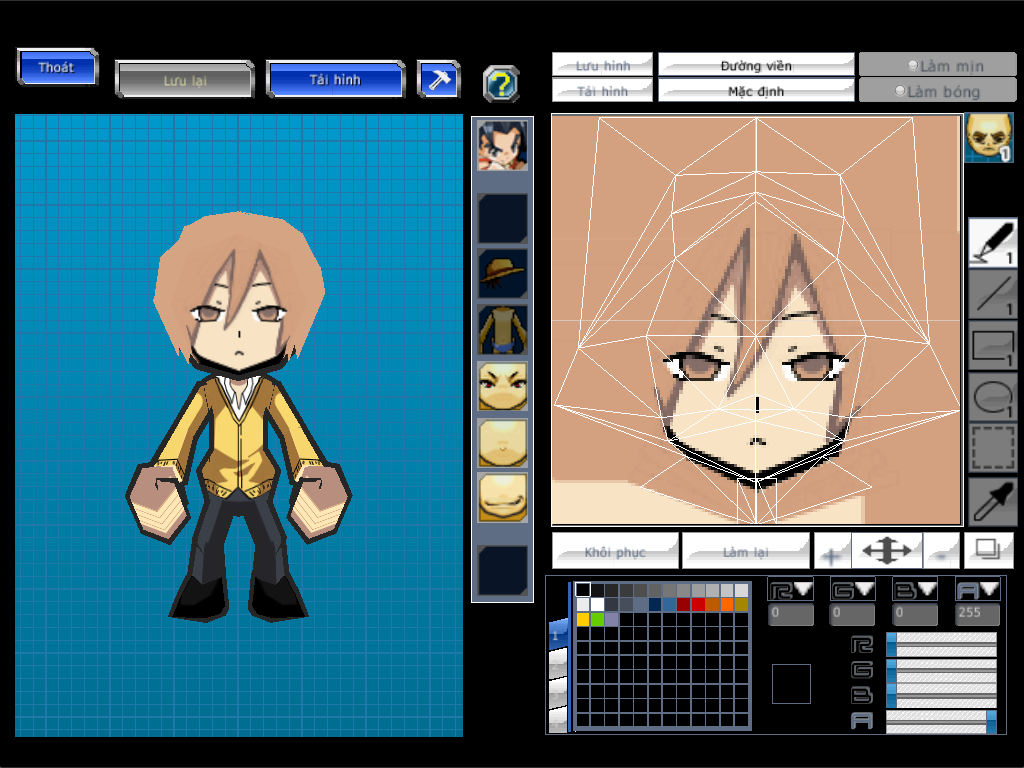 Thoát
Lưu lại
Tải hình
?
Lưu hình
Đường viền
Làm mịn
Tải hình
Mặc định
Làm bóng
1
1
1
1
1
Khôi phục
Làm lại
+
-
R
G
B
A
0
0
0
255
1
R
G
B
A